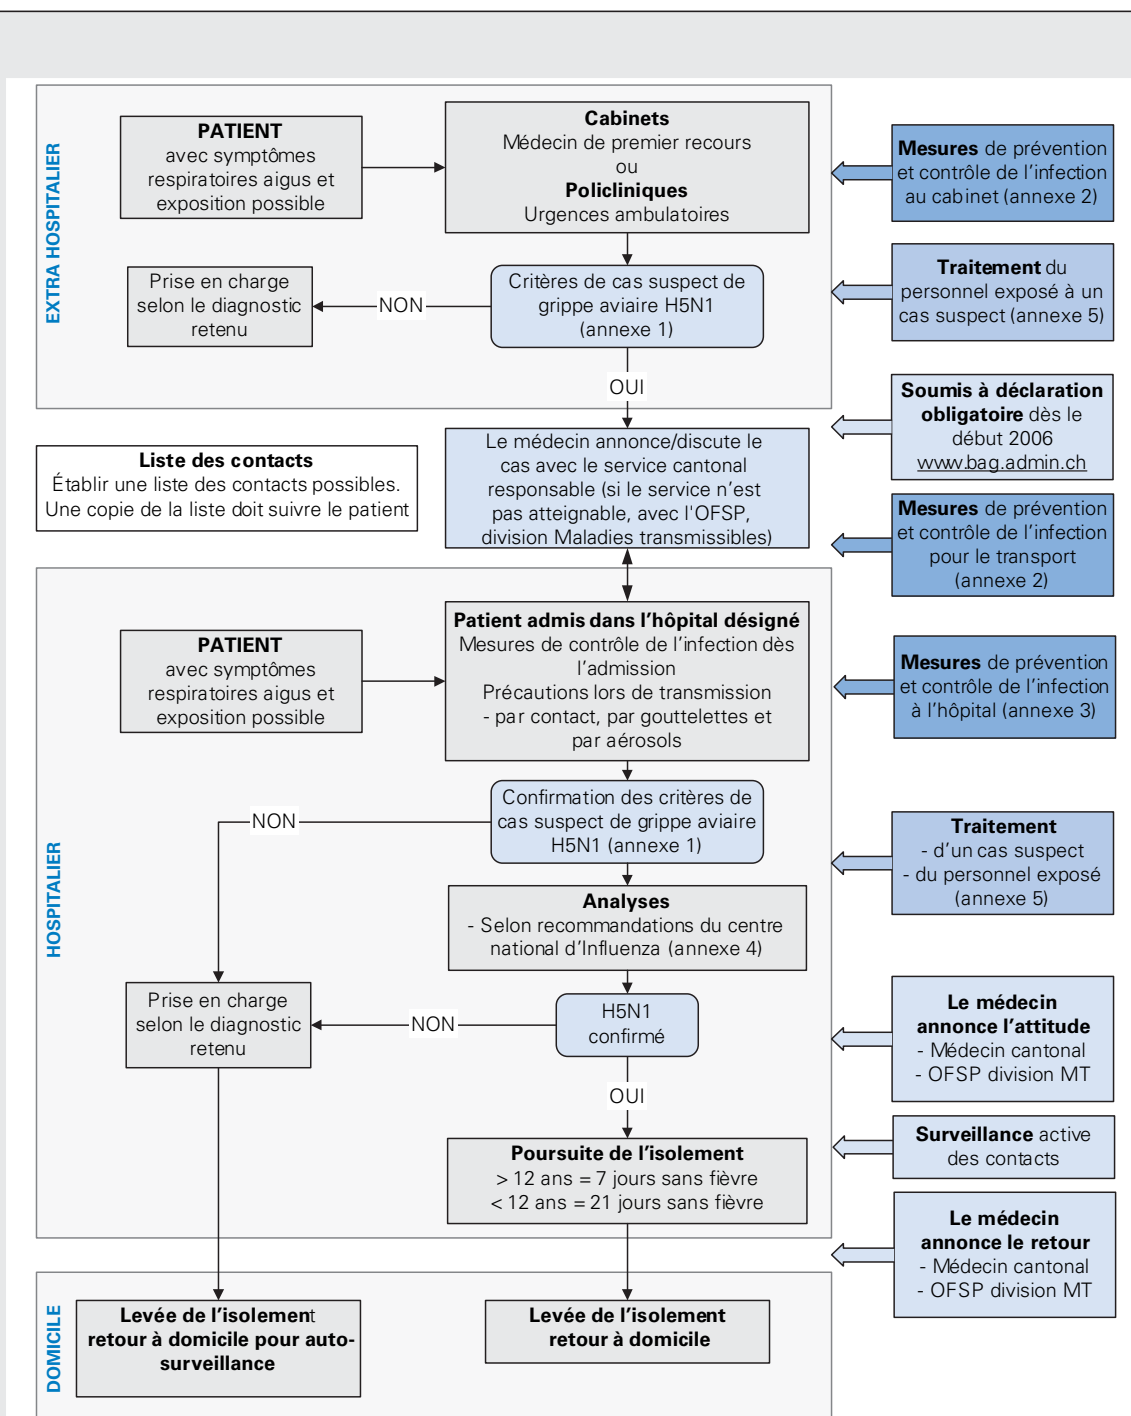 EXTRA HOSPITALIER
PATIENT
avec symptômes
respiratoires aigus et
exposition possible
Cabinets
Médecin de premier recours
ou
Policliniques
Urgences ambulatoires
Mesures de prévention
et contrôle de l'infection
au cabinet (annexe 2)
Prise en charge
selon le diagnostic
retenu
NON
Critères de cas suspect de
grippe aviaire H5N1
(annexe 1)
Traitement du
personnel exposé à un
cas suspect (annexe 5)
OUI
Soumis à déclaration
obligatoire dès le
début 2006
www.bag.admin.ch
Liste des contacts
Établir une liste des contacts possibles.
Une copie de la liste doit suivre le patient
Le médecin annonce/discute le
cas avec le service cantonal
responsable (si le service n'est
pas atteignable, avec l'OFSP,
division Maladies transmissibles)
Mesures de prévention
et contrôle de l'infection
pour le transport
(annexe 2)
HOSPITALIER
PATIENT
avec symptômes
respiratoires aigus et
exposition possible
Patient admis dans l'hôpital désigné
Mesures de contrôle de l'infection dès
l'admission
Précautions lors de transmission
- par contact, par gouttelettes et
par aérosols
Mesures de prévention
et contrôle de l'infection
à l'hôpital (annexe 3)
NON
Confirmation des critères de
cas suspect de grippe aviaire
H5N1 (annexe 1)
Traitement
- d'un cas suspect
- du personnel exposé
(annexe 5)
Analyses
- Selon recommandations du centre
national d'Influenza (annexe 4)
Prise en charge
selon le diagnostic
retenu
NON
H5N1
confirmé
Le médecin
annonce l'attitude
- Médecin cantonal
- OFSP division MT
OUI
Surveillance active
des contacts
Poursuite de l'isolement
> 12 ans = 7 jours sans fièvre
< 12 ans = 21 jours sans fièvre
Le médecin
annonce le retour
- Médecin cantonal
- OFSP division MT
DOMICILE
Levée de l'isolement
retour à domicile pour auto-
surveillance
Levée de l'isolement
retour à domicile